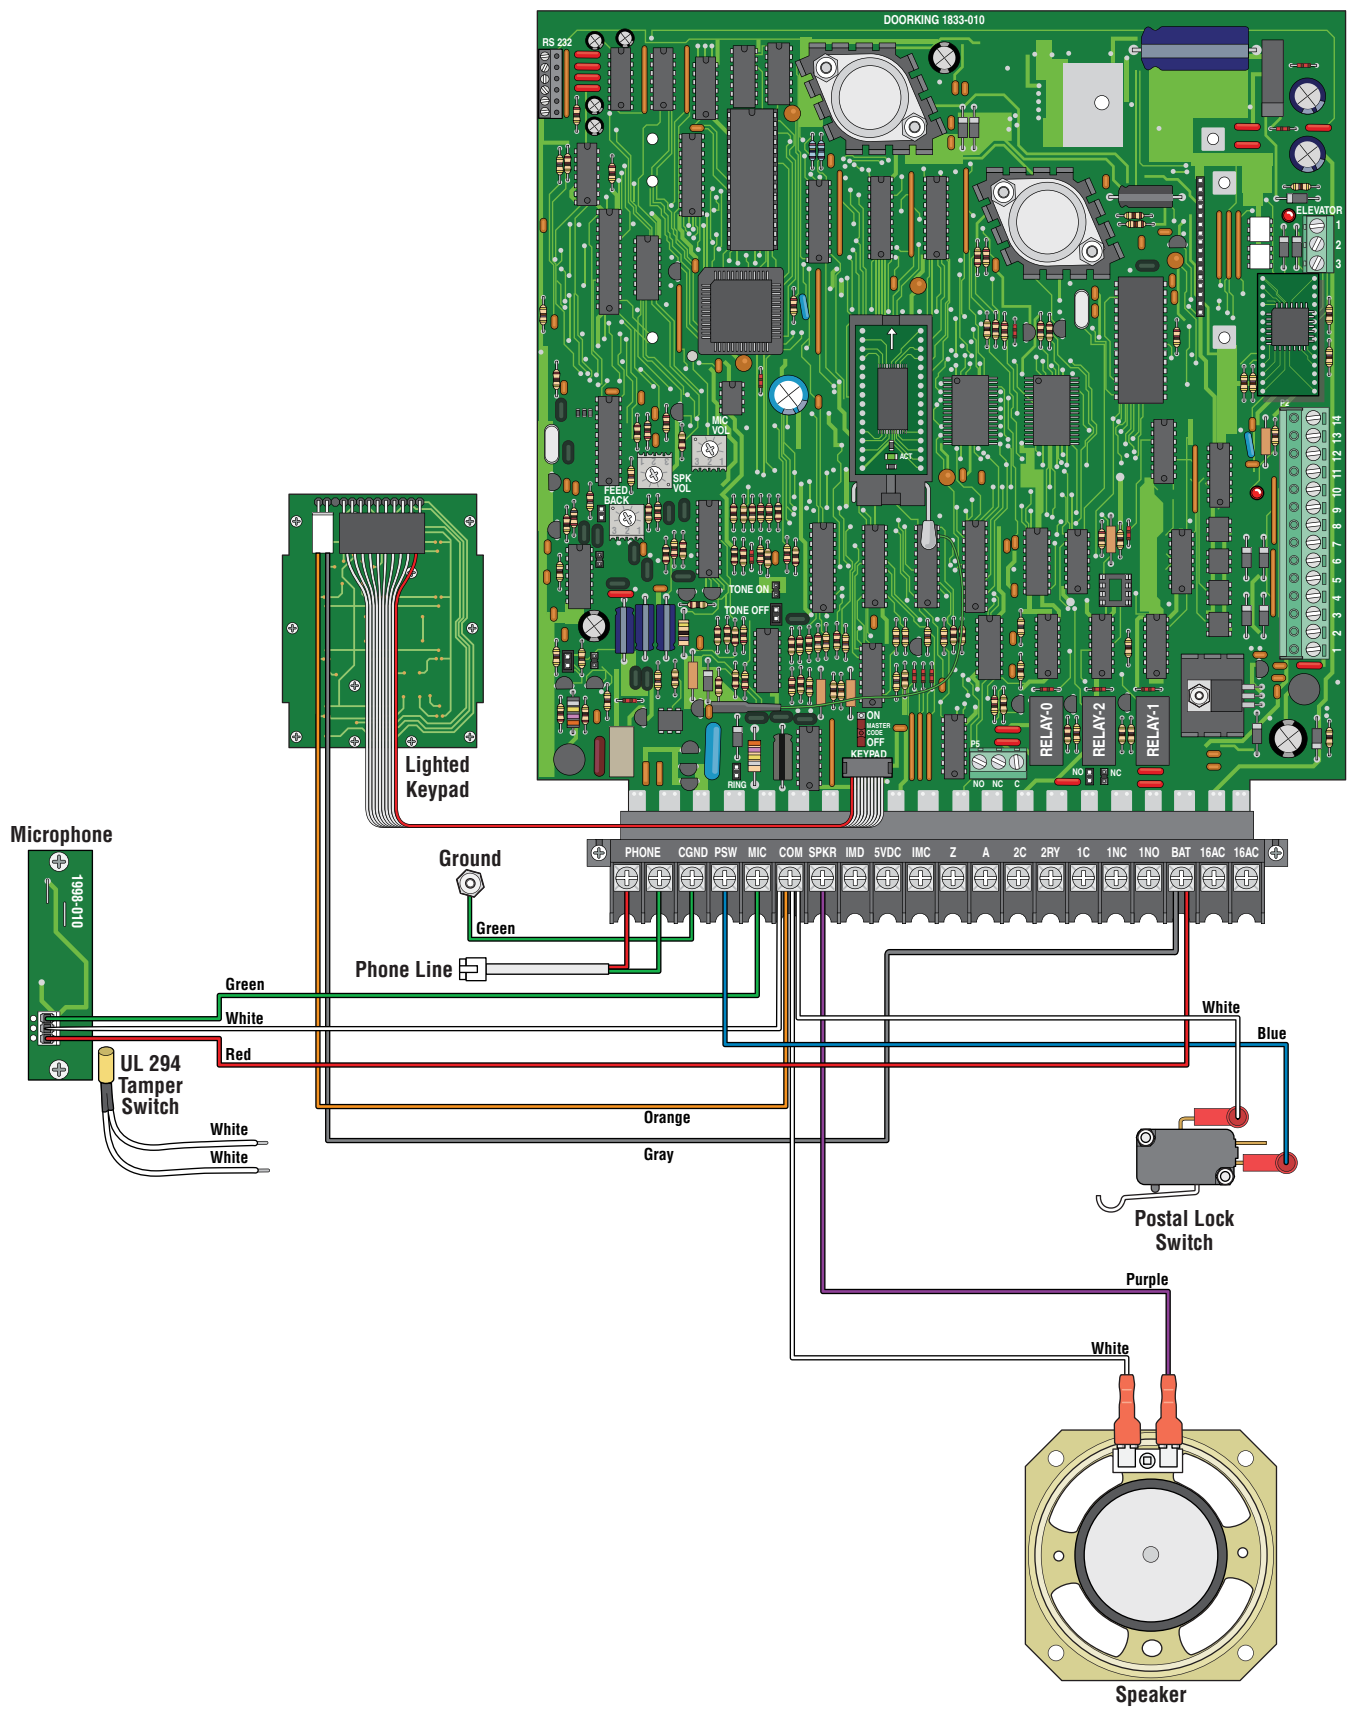 DOORKING 1833-010
RS 232
ELEVATOR
1
2
3
MIC
VOL
SPK
VOL
FEED
BACK
ACT
14
13
12
11
10
9
8
7
6
5
4
3
2
1
TONE ON
TONE OFF
ON
MASTER
CODE
OFF
KEYPAD
RING
P5
NO NC C
RELAY-0
RELAY-2
RELAY-1
NO
NC
Lighted
Keypad
Microphone
19998-010
Ground
PHONE CGND PSW MIC COM SPKR IMD 5VDC IMC Z A 2C 2RY 1C 1NC 1NO BAT 16AC 16AC
Green
Phone Line
Green
White
Red
White
Blue
UL 294
Tamper
Switch
White
White
Orange
Gray
Postal Lock
Switch
Purple
White
Speaker